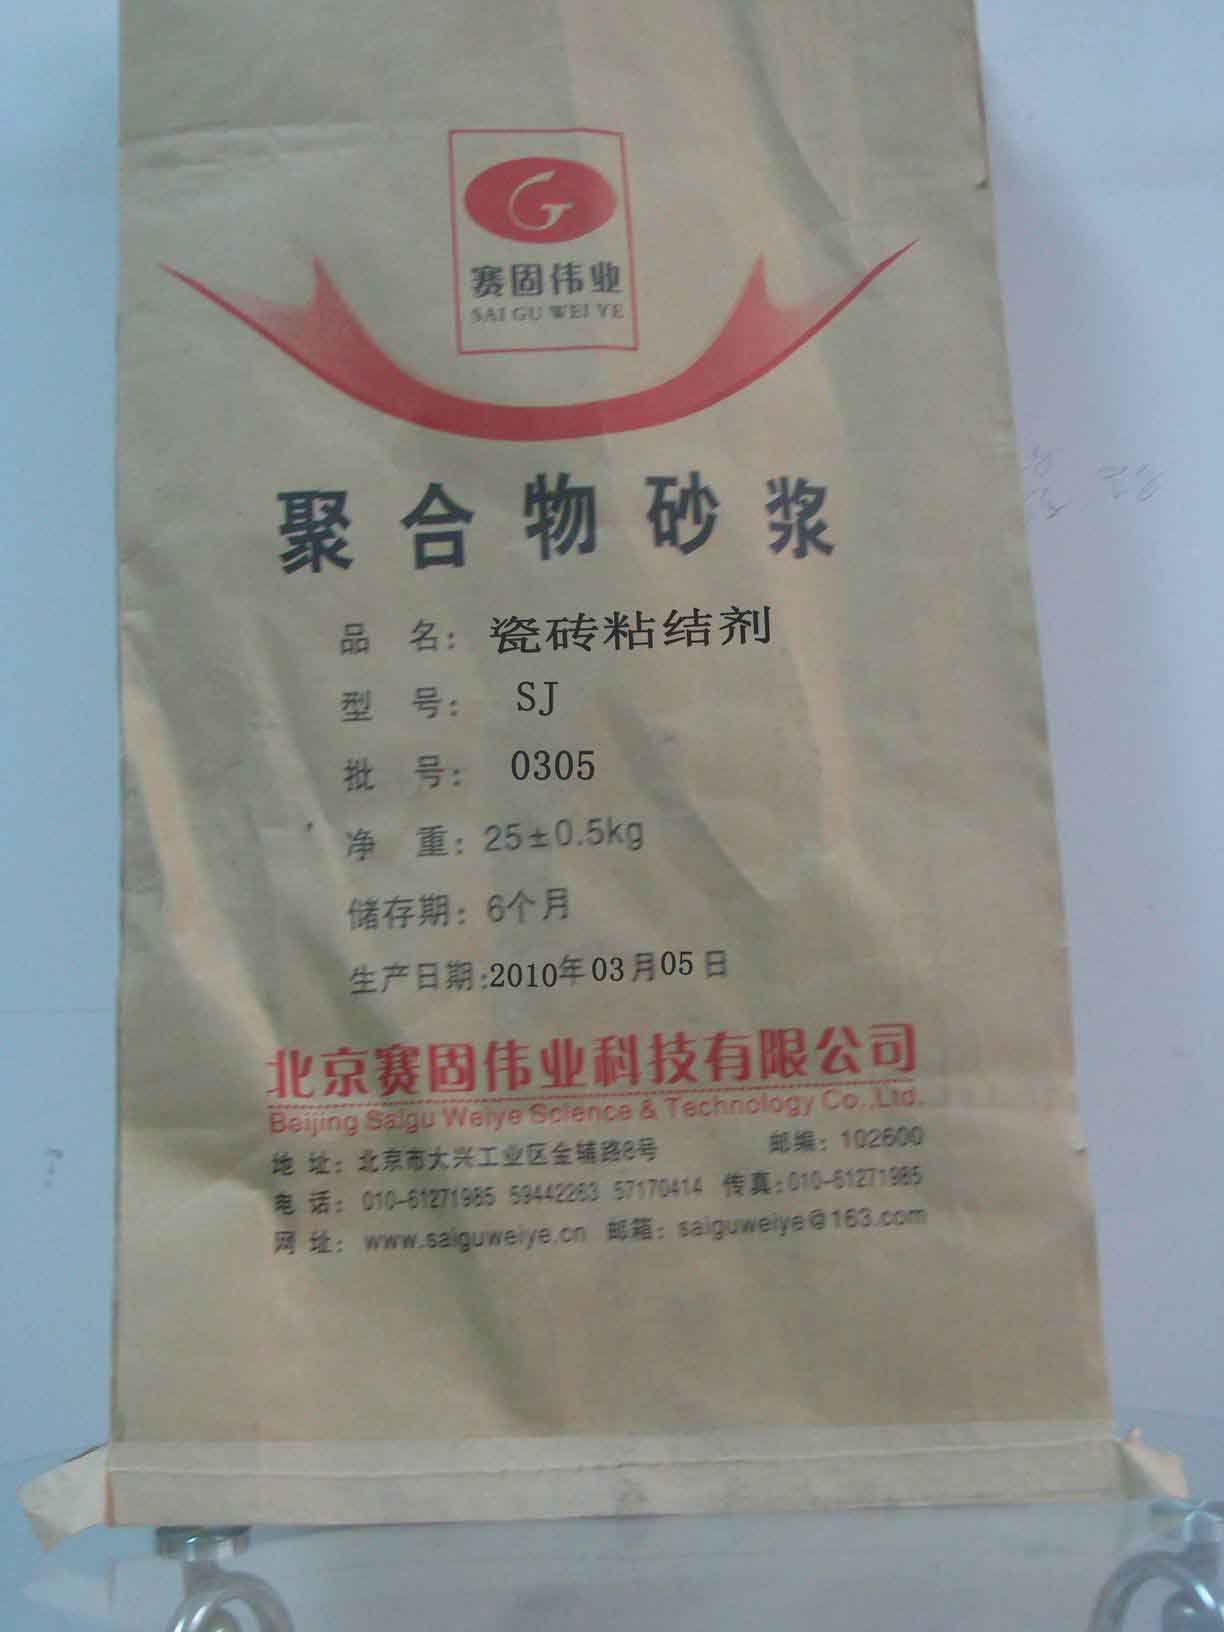 赛固伟业
SAI GU WEI YE
聚合物砂浆
品 名： 瓷砖粘结剂
型 号： SJ
批 号： 0305
净 重：25±0.5kg
储存期：6个月
生产日期:2010年03月05日
北京赛固伟业科技有限公司
Beijing Saigu Weiye Science & Technology Co.,Ltd.
地 址：北京市大兴工业区金辅路8号 邮编：102600
电 话： 010-61271985 59442263 57170414 传真:010-61271985
网 址： www.saiguweiye.cn 邮箱：saiguweiye@163.com